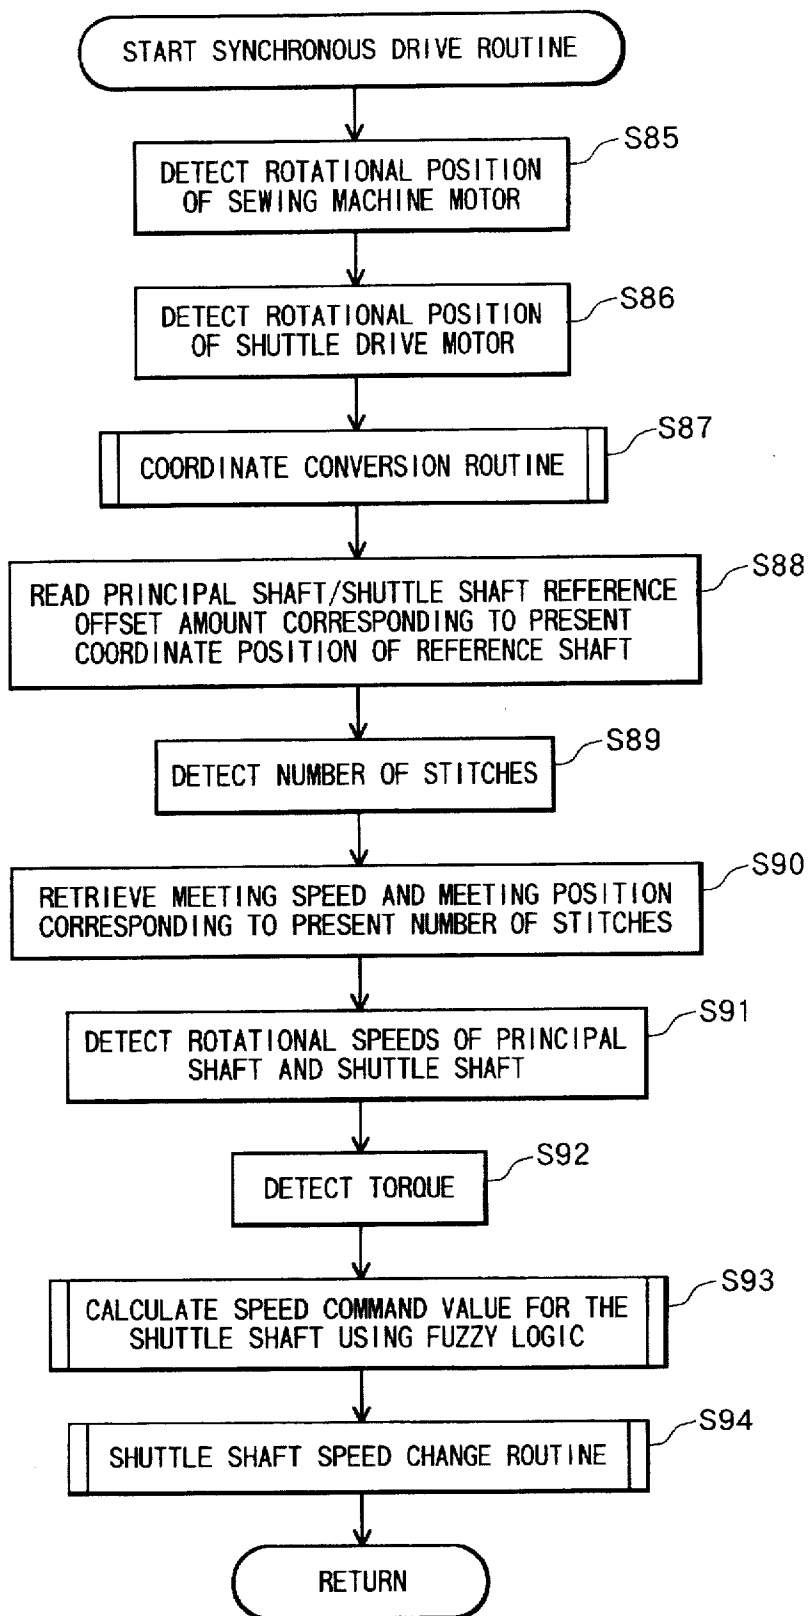 START SYNCHRONOUS DRIVE ROUTINE
S85
DETECT ROTATIONAL POSITION
OF SEWING MACHINE MOTOR
S86
DETECT ROTATIONAL POSITION
OF SHUTTLE DRIVE MOTOR
S87
COORDINATE CONVERSION ROUTINE
S88
READ PRINCIPAL SHAFT/SHUTTLE SHAFT REFERENCE
OFFSET AMOUNT CORRESPONDING TO PRESENT
COORDINATE POSITION OF REFERENCE SHAFT
S89
DETECT NUMBER OF STITCHES
S90
RETRIEVE MEETING SPEED AND MEETING POSITION
CORRESPONDING TO PRESENT NUMBER OF STITCHES
S91
DETECT ROTATIONAL SPEEDS OF PRINCIPAL
SHAFT AND SHUTTLE SHAFT
S92
DETECT TORQUE
S93
CALCULATE SPEED COMMAND VALUE FOR THE
SHUTTLE SHAFT USING FUZZY LOGIC
S94
SHUTTLE SHAFT SPEED CHANGE ROUTINE
RETURN